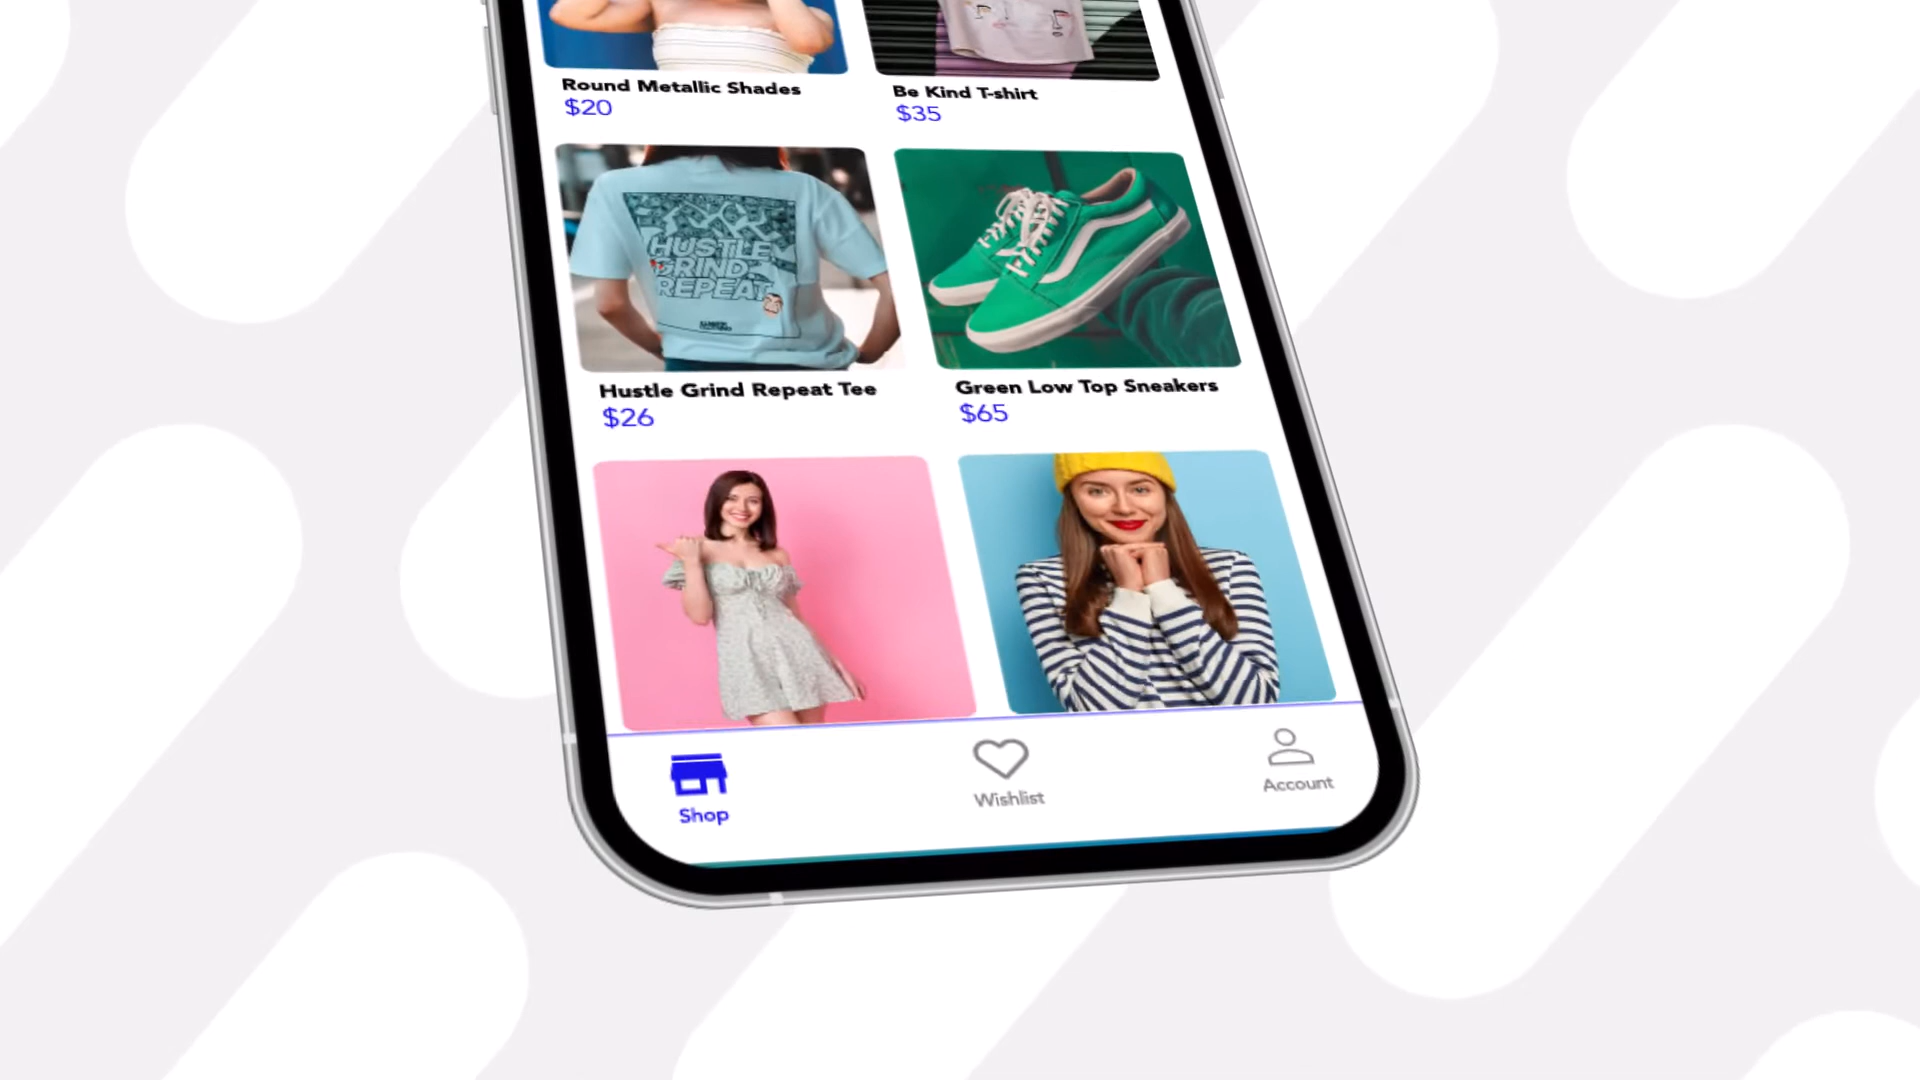 Round Metallic Shades
$20
Be Kind T-shirt
$35
HUSTLE
GRIND
REPEAT
Hustle Grind Repeat Tee
$26
Green Low Top Sneakers
$65
Shop
Wishlist
Account